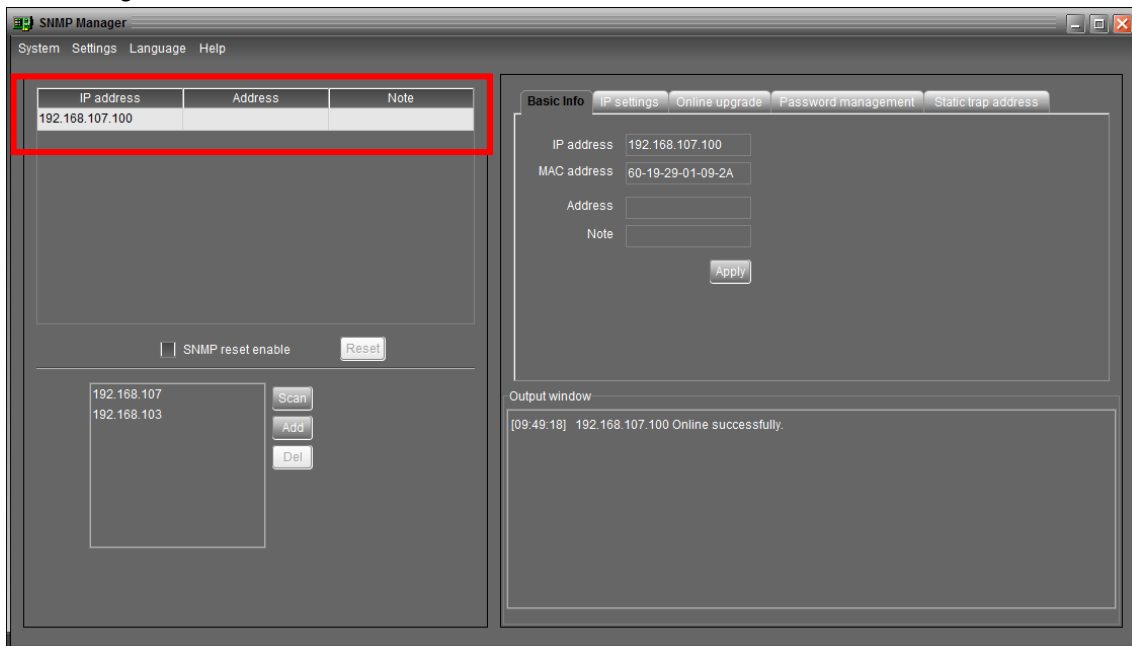 SNMP Manager
System Settings Language Help
IP address Address Note
192.168.107.100
SNMP reset enable Reset
192.168.107
192.168.103
Scan
Add
Del
Basic Info IP settings Online upgrade Password management Static trap address
IP address 192.168.107.100
MAC address 60-19-29-01-09-2A
Address
Note
Apply
Output window
[09:49:18] 192.168.107.100 Online successfully.